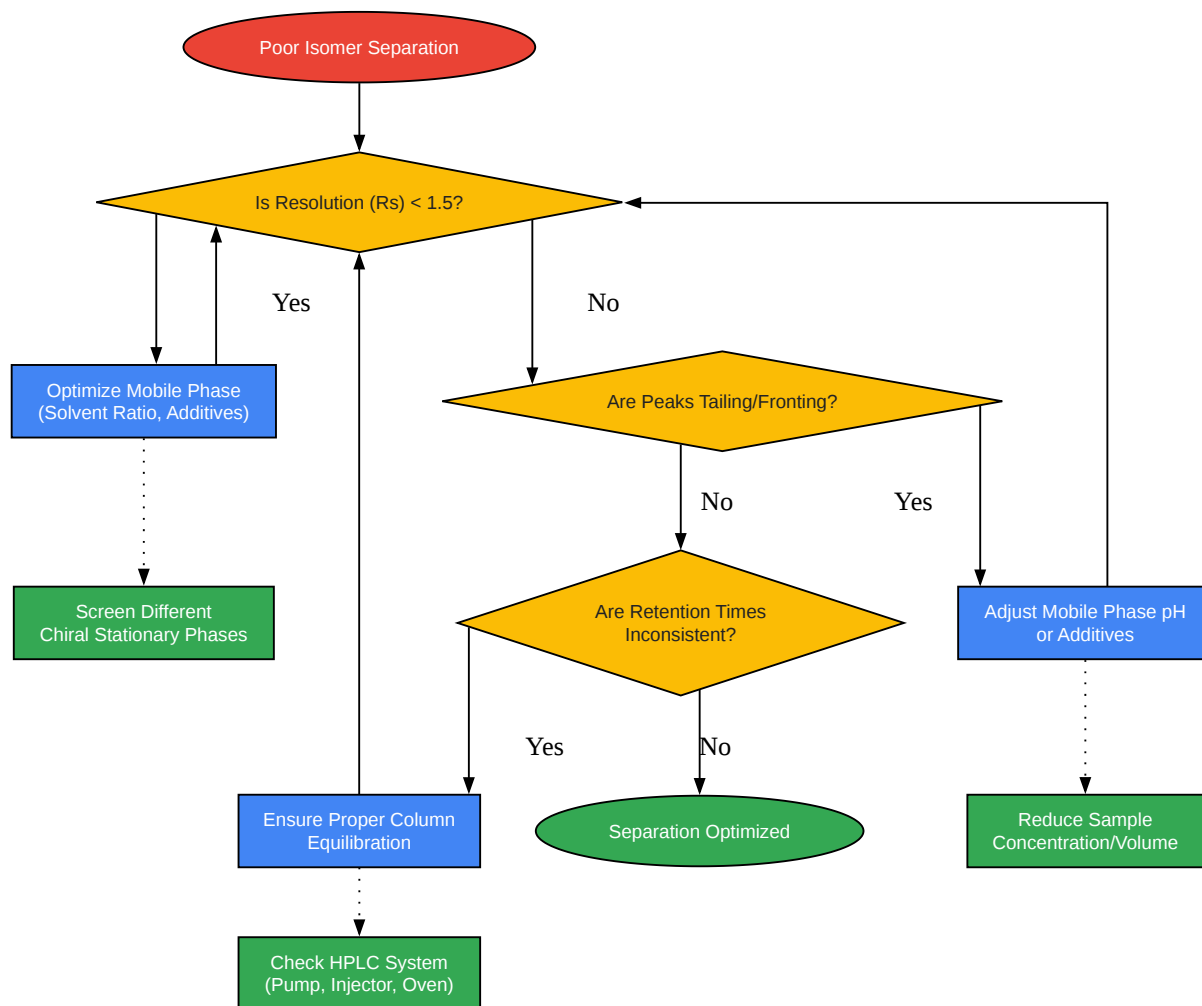 Poor Isomer Separation
Is Resolution (Rs) < 1.5?
Yes
No
Optimize Mobile Phase
(Solvent Ratio, Additives)
Are Peaks Tailing/Fronting?
No
Yes
Screen Different
Chiral Stationary Phases
Are Retention Times
Inconsistent?
Adjust Mobile Phase pH
or Additives
Yes
No
Ensure Proper Column
Equilibration
Separation Optimized
Reduce Sample
Concentration/Volume
Check HPLC System
(Pump, Injector, Oven)